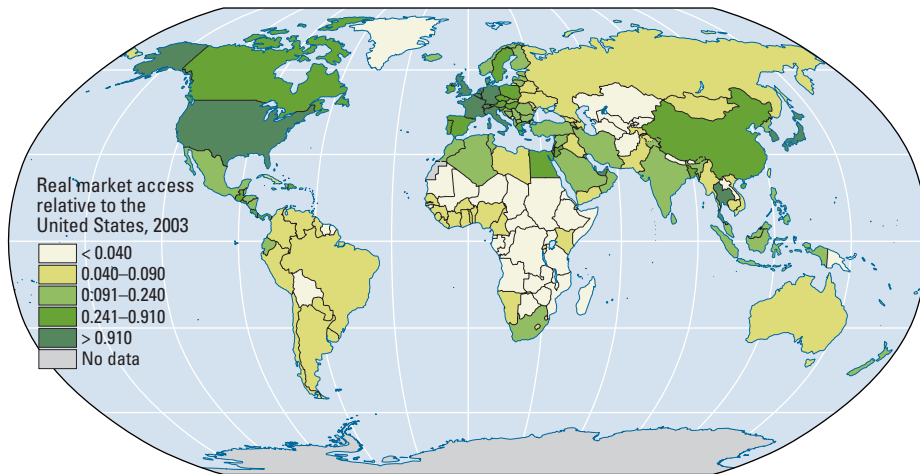 Real market access
relative to the
United States, 2003
< 0.040
0.040–0.090
0.091–0.240
0.241–0.910
> 0.910
No data